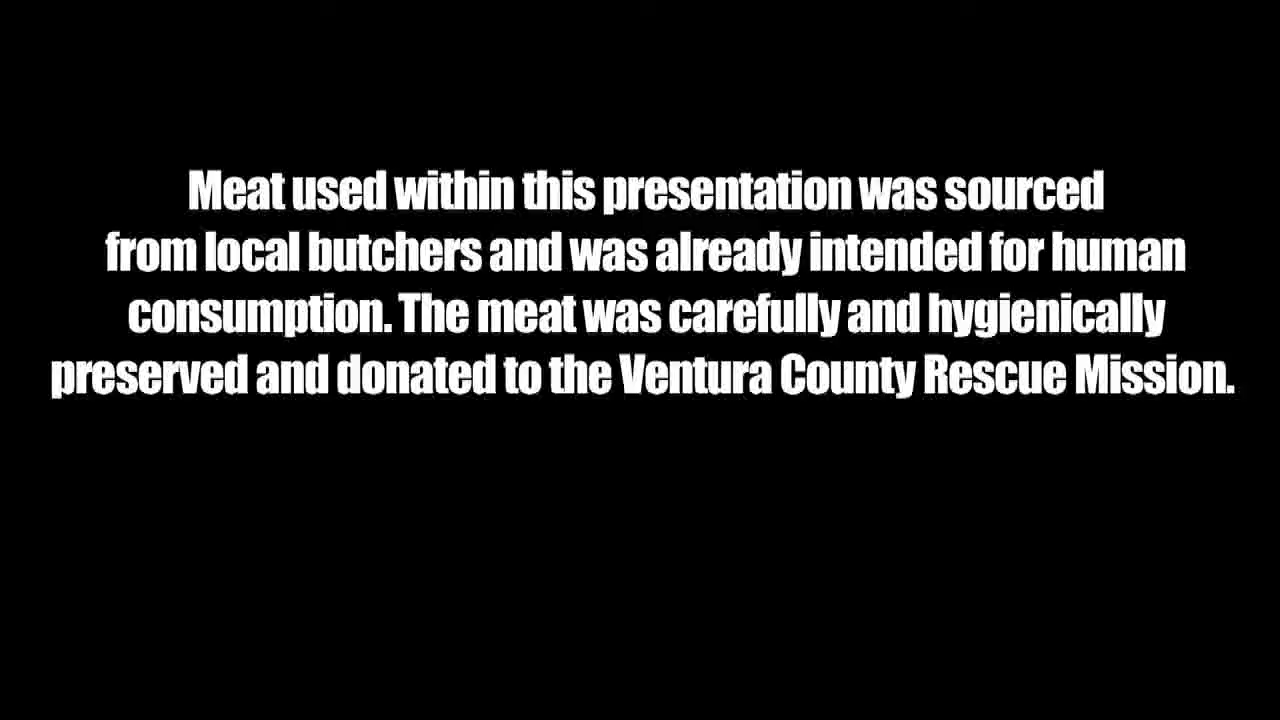 Meat used within this presentation was sourced
from local butchers and was already intended for human
consumption. The meat was carefully and hygienically
preserved and donated to the Ventura County Rescue Mission.